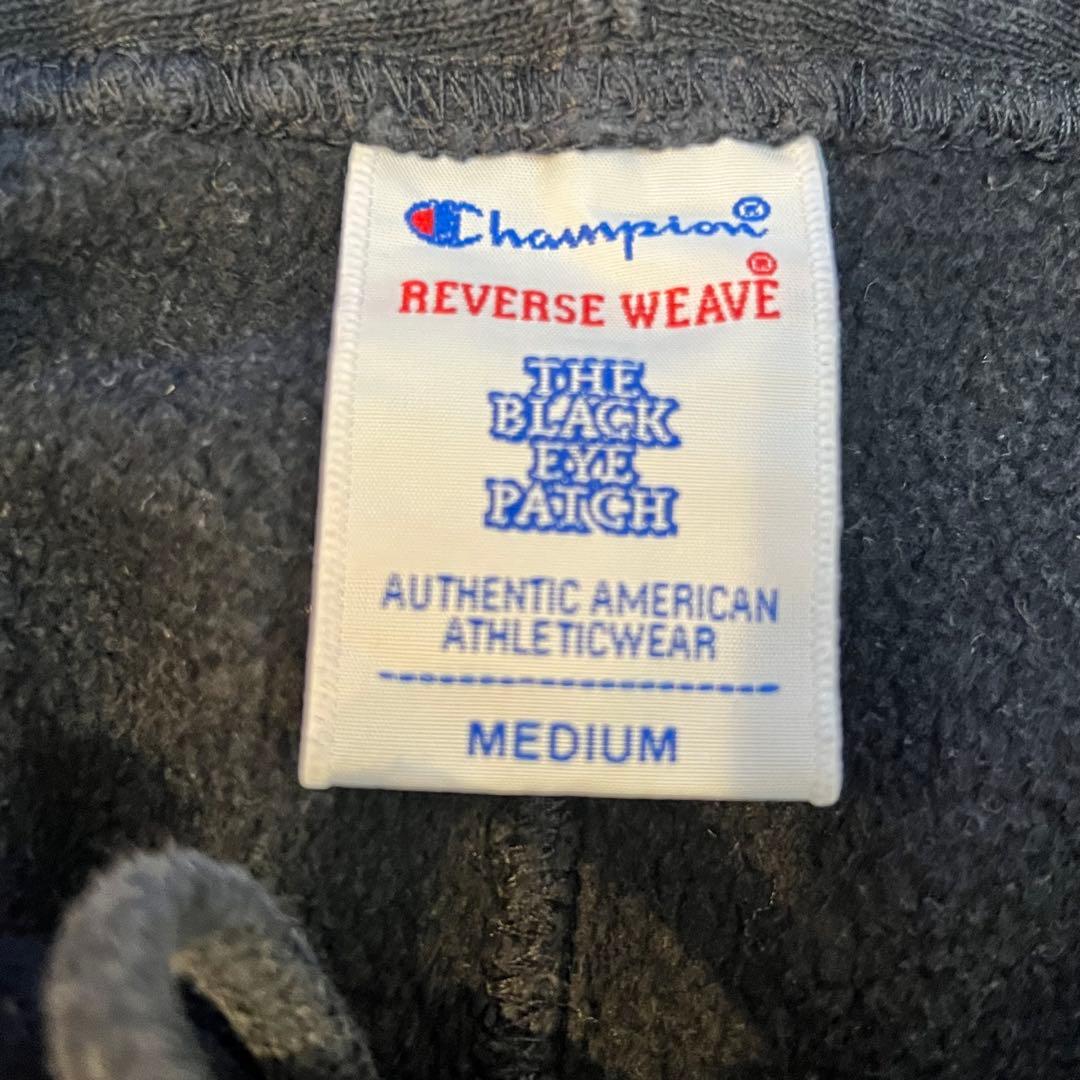 Champion®
REVERSE WEAVE®
THE
BLACK
EYE
PATCH
AUTHENTIC AMERICAN
ATHLETICWEAR
MEDIUM